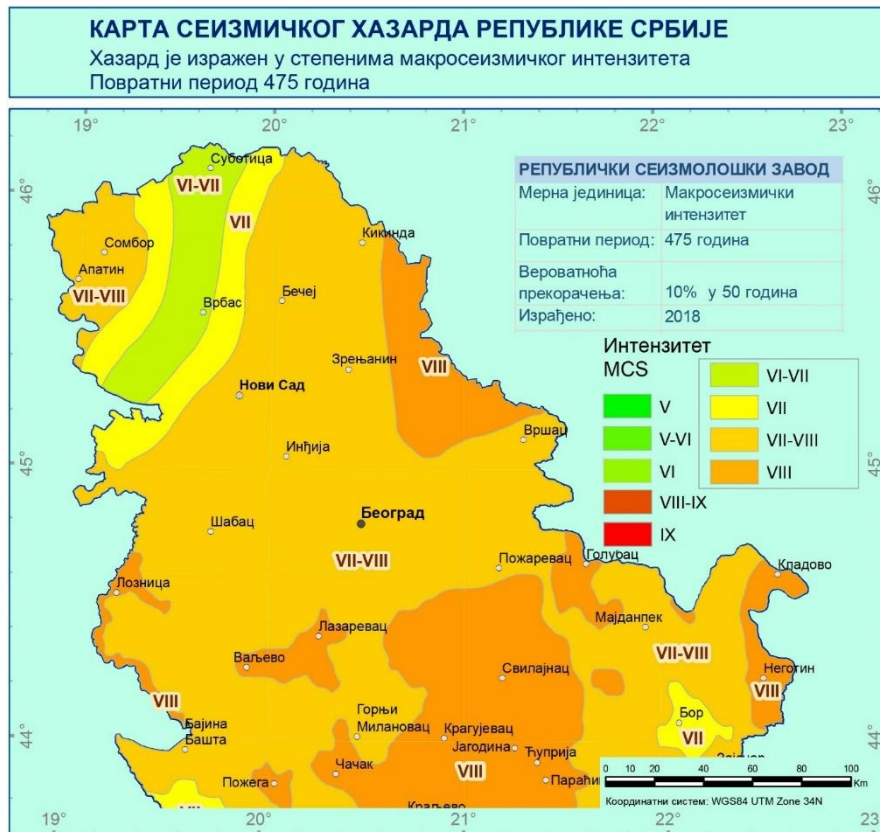 КАРТА СЕИЗМИЧКОГ ХАЗАРДА РЕПУБЛИКЕ СРБИЈЕ
Хазард је изражен у степенима макросеизмичког интензитета
Повратни период 475 година
19° 20° 21° 22° 23°
46°
46°
45°
45°
44°
44°
РЕПУБЛИЧКИ СЕИЗМОЛОШКИ ЗАВОД
Мерна јединица: Макросеизмички
интензитет
Повратни период: 475 година
Вероватноћа
прекорачења: 10% у 50 година
Израђено: 2018
Интензитет
MCS
V
V-VI
VI
VIII-IX
IX
VI-VII
VII
VII-VIII
VIII
Суботица
VI-VII
VII
Кикинда
Сомбор
Апатин
VII-VIII
Врбас
Бечеј
Зрењанин
VIII
Нови Сад
Вршац
Инђија
Београд
Шабац
VII-VIII
Пожаревац
Голубац
Кладово
Лозница
Лазаревац
Мајданпек
VII-VIII
Ваљево
Свилајнац
Неготин
VIII
VIII
Бор
VII
Бајина
Башта
Горњи
Милановац
Крагујевац
Јагодина
Ћуприја
VIII
Чачак
Пожега
0 10 20 40 60 80 100
Km
Координатни систем: WGS84 UTM Zone 34N
19° 20° 21° 22°